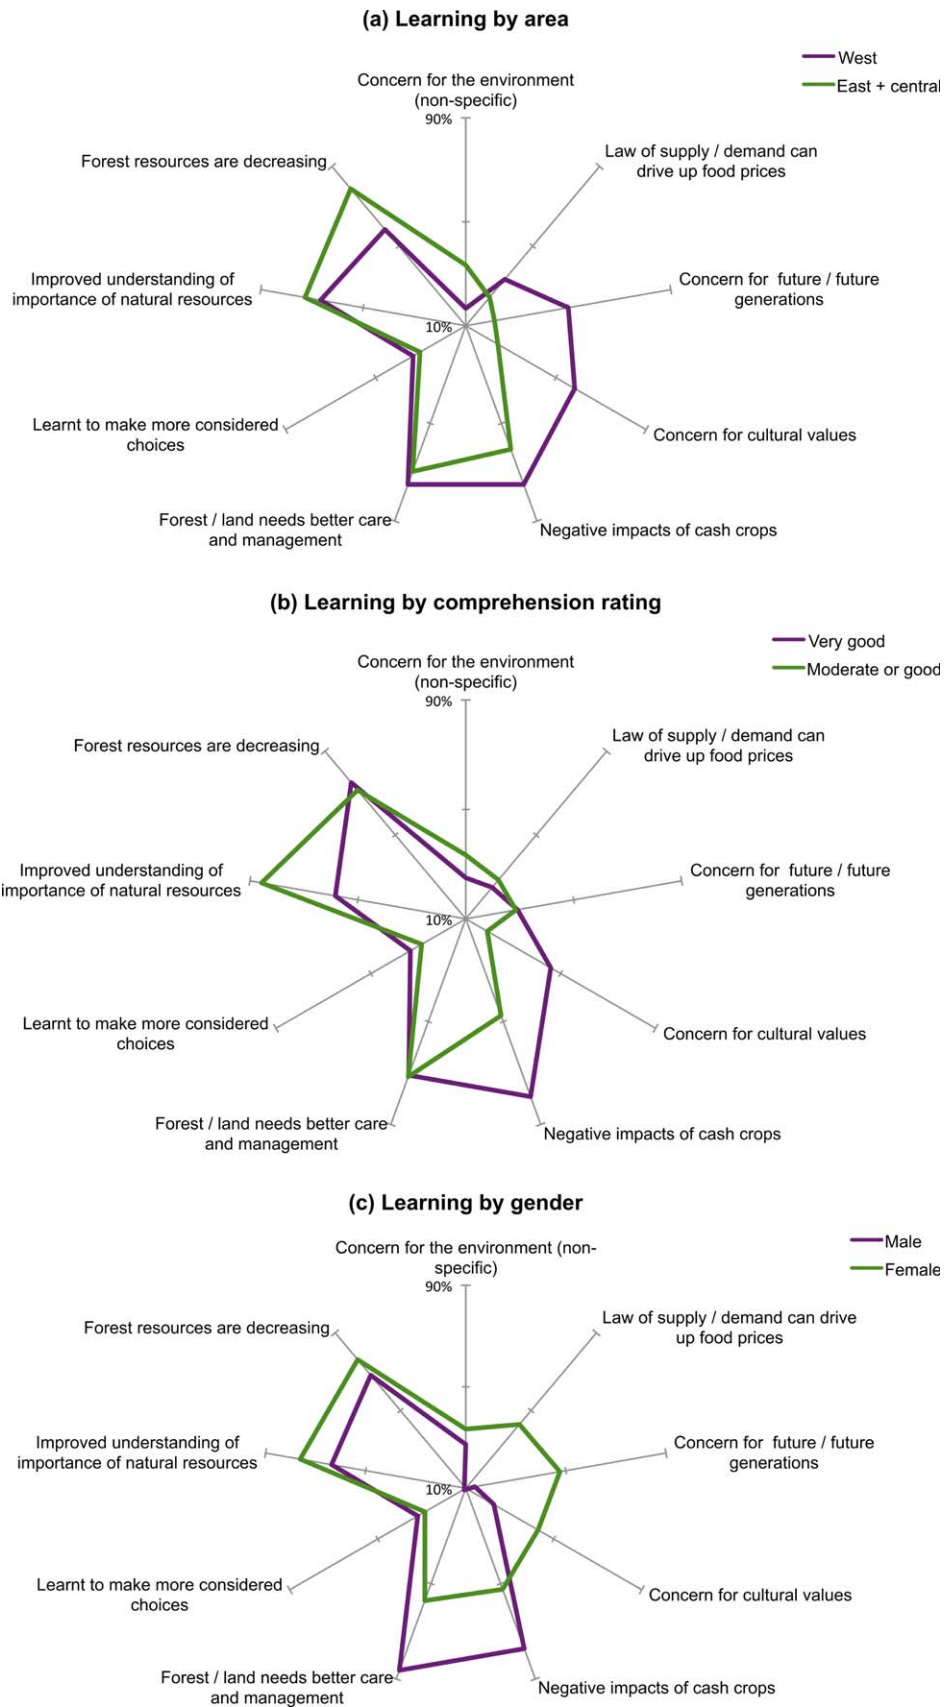 (a) Learning by area
West
East + central
Concern for the environment
(non-specific)
90%
Law of supply / demand can
drive up food prices
Forest resources are decreasing
Concern for future / future
generations
Improved understanding of
importance of natural resources
10%
Learnt to make more considered
choices
Concern for cultural values
Forest / land needs better care
and management
Negative impacts of cash crops
(b) Learning by comprehension rating
Very good
Moderate or good
Concern for the environment
(non-specific)
90%
Law of supply / demand can
drive up food prices
Forest resources are decreasing
Concern for future / future
generations
Improved understanding of
importance of natural resources
10%
Learnt to make more considered
choices
Concern for cultural values
Forest / land needs better care
and management
Negative impacts of cash crops
(c) Learning by gender
Male
Female
Concern for the environment (non-
specific)
90%
Law of supply / demand can drive
up food prices
Forest resources are decreasing
Concern for future / future
generations
Improved understanding of
importance of natural resources
10%
Learnt to make more considered
choices
Concern for cultural values
Forest / land needs better care
and management
Negative impacts of cash crops